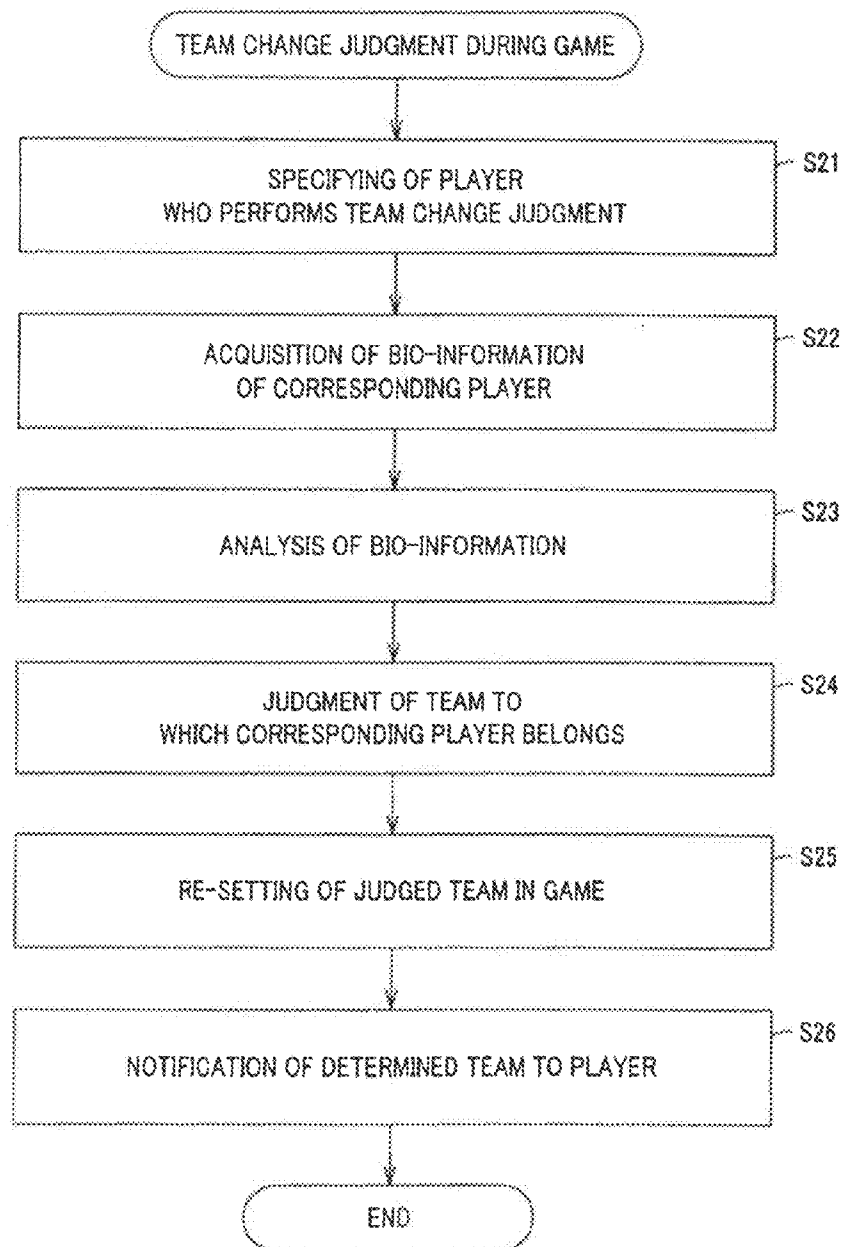 TEAM CHANGE JUDGMENT DURING GAME
S21
SPECIFYING OF PLAYER
WHO PERFORMS TEAM CHANGE JUDGMENT
S22
ACQUISITION OF BIO-INFORMATION
OF CORRESPONDING PLAYER
S23
ANALYSIS OF BIO-INFORMATION
S24
JUDGMENT OF TEAM TO
WHICH CORRESPONDING PLAYER BELONGS
S25
RE-SETTING OF JUDGED TEAM IN GAME
S26
NOTIFICATION OF DETERMINED TEAM TO PLAYER
END